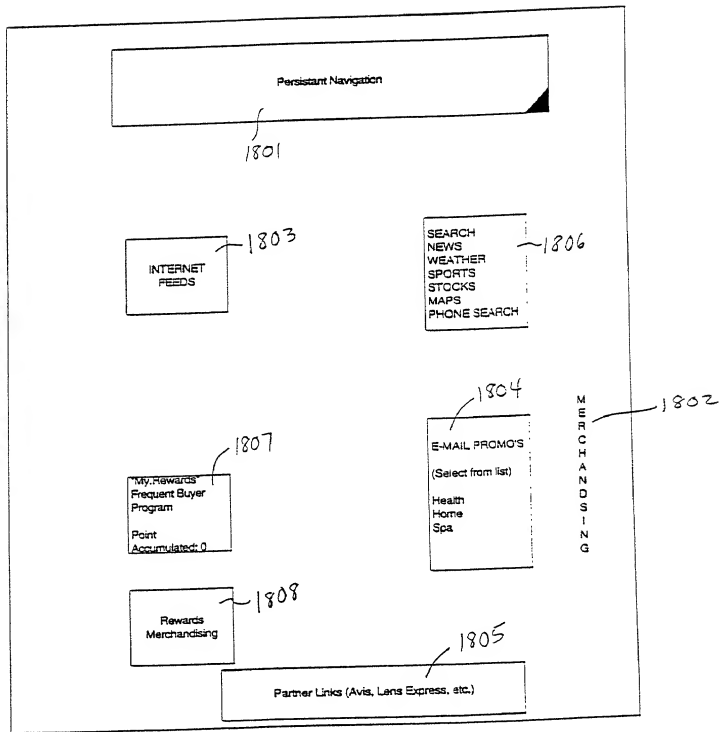 Persistant Navigation
1801
1803
INTERNET
FEEDS
SEARCH
NEWS
WEATHER
SPORTS
STOCKS
MAPS
PHONE SEARCH
1806
1804
E-MAIL PROMO'S
(Select from list)
Health
Home
Spa
MERCHANDSING
1802
1807
"My Rewards"
Frequent Buyer
Program
Point
Accumulated: 0
1808
Rewards
Merchandising
1805
Partner Links (Avis, Lens Express, etc.)